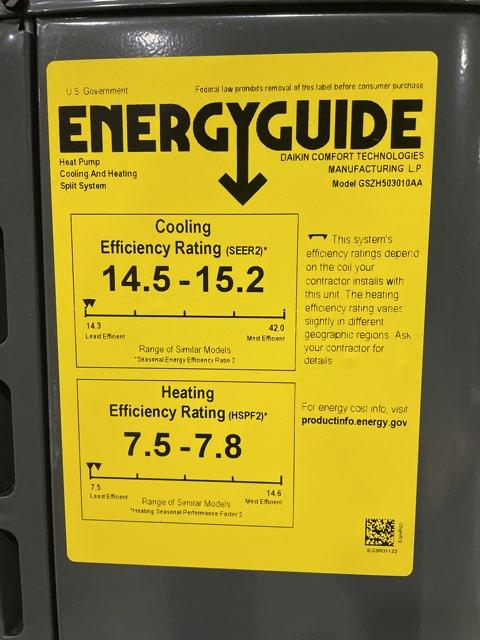 U.S. Government
Federal law prohibits removal of this label before consumer purchase
ENERGYGUIDE
Heat Pump
Cooling And Heating
Split System
DAIKIN COMFORT TECHNOLOGIES
MANUFACTURING L.P.
Model GSZH503010AA
Cooling
Efficiency Rating (SEER2)*
14.5 - 15.2
14.3
Least Efficient
42.0
Most Efficient
Range of Similar Models
*Seasonal Energy Efficiency Ratio 2
This system's
efficiency ratings depend
on the coil your
contractor installs with
this unit. The heating
efficiency rating varies
slightly in different
geographic regions. Ask
your contractor for
details.
Heating
Efficiency Rating (HSPF2)*
7.5 - 7.8
7.5
Least Efficient
14.6
Most Efficient
Range of Similar Models
*Heating Seasonal Performance Factor 2
For energy cost info, visit
productinfo.energy.gov